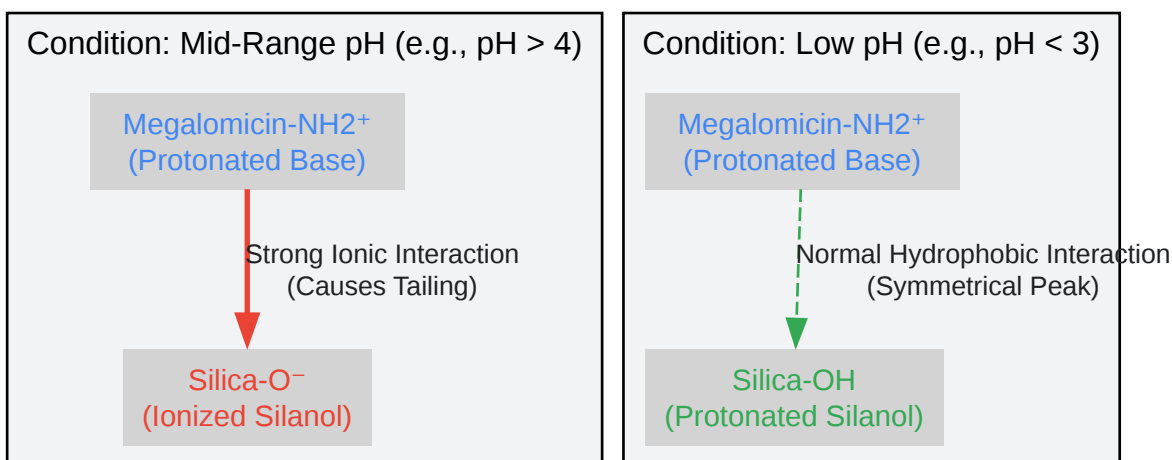 Condition: Mid-Range pH (e.g., pH > 4)
Megalomicin-NH2⁺
(Protonated Base)
Strong Ionic Interaction
(Causes Tailing)
Silica-O⁻
(Ionized Silanol)
Condition: Low pH (e.g., pH < 3)
Megalomicin-NH2⁺
(Protonated Base)
Normal Hydrophobic Interaction
(Symmetrical Peak)
Silica-OH
(Protonated Silanol)